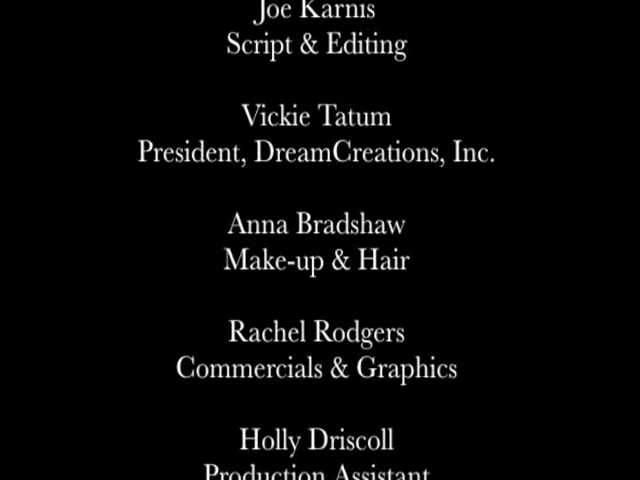 Joe Karnis
Script & Editing
Vickie Tatum
President, DreamCreations, Inc.
Anna Bradshaw
Make-up & Hair
Rachel Rodgers
Commercials & Graphics
Holly Driscoll
Production Assistant